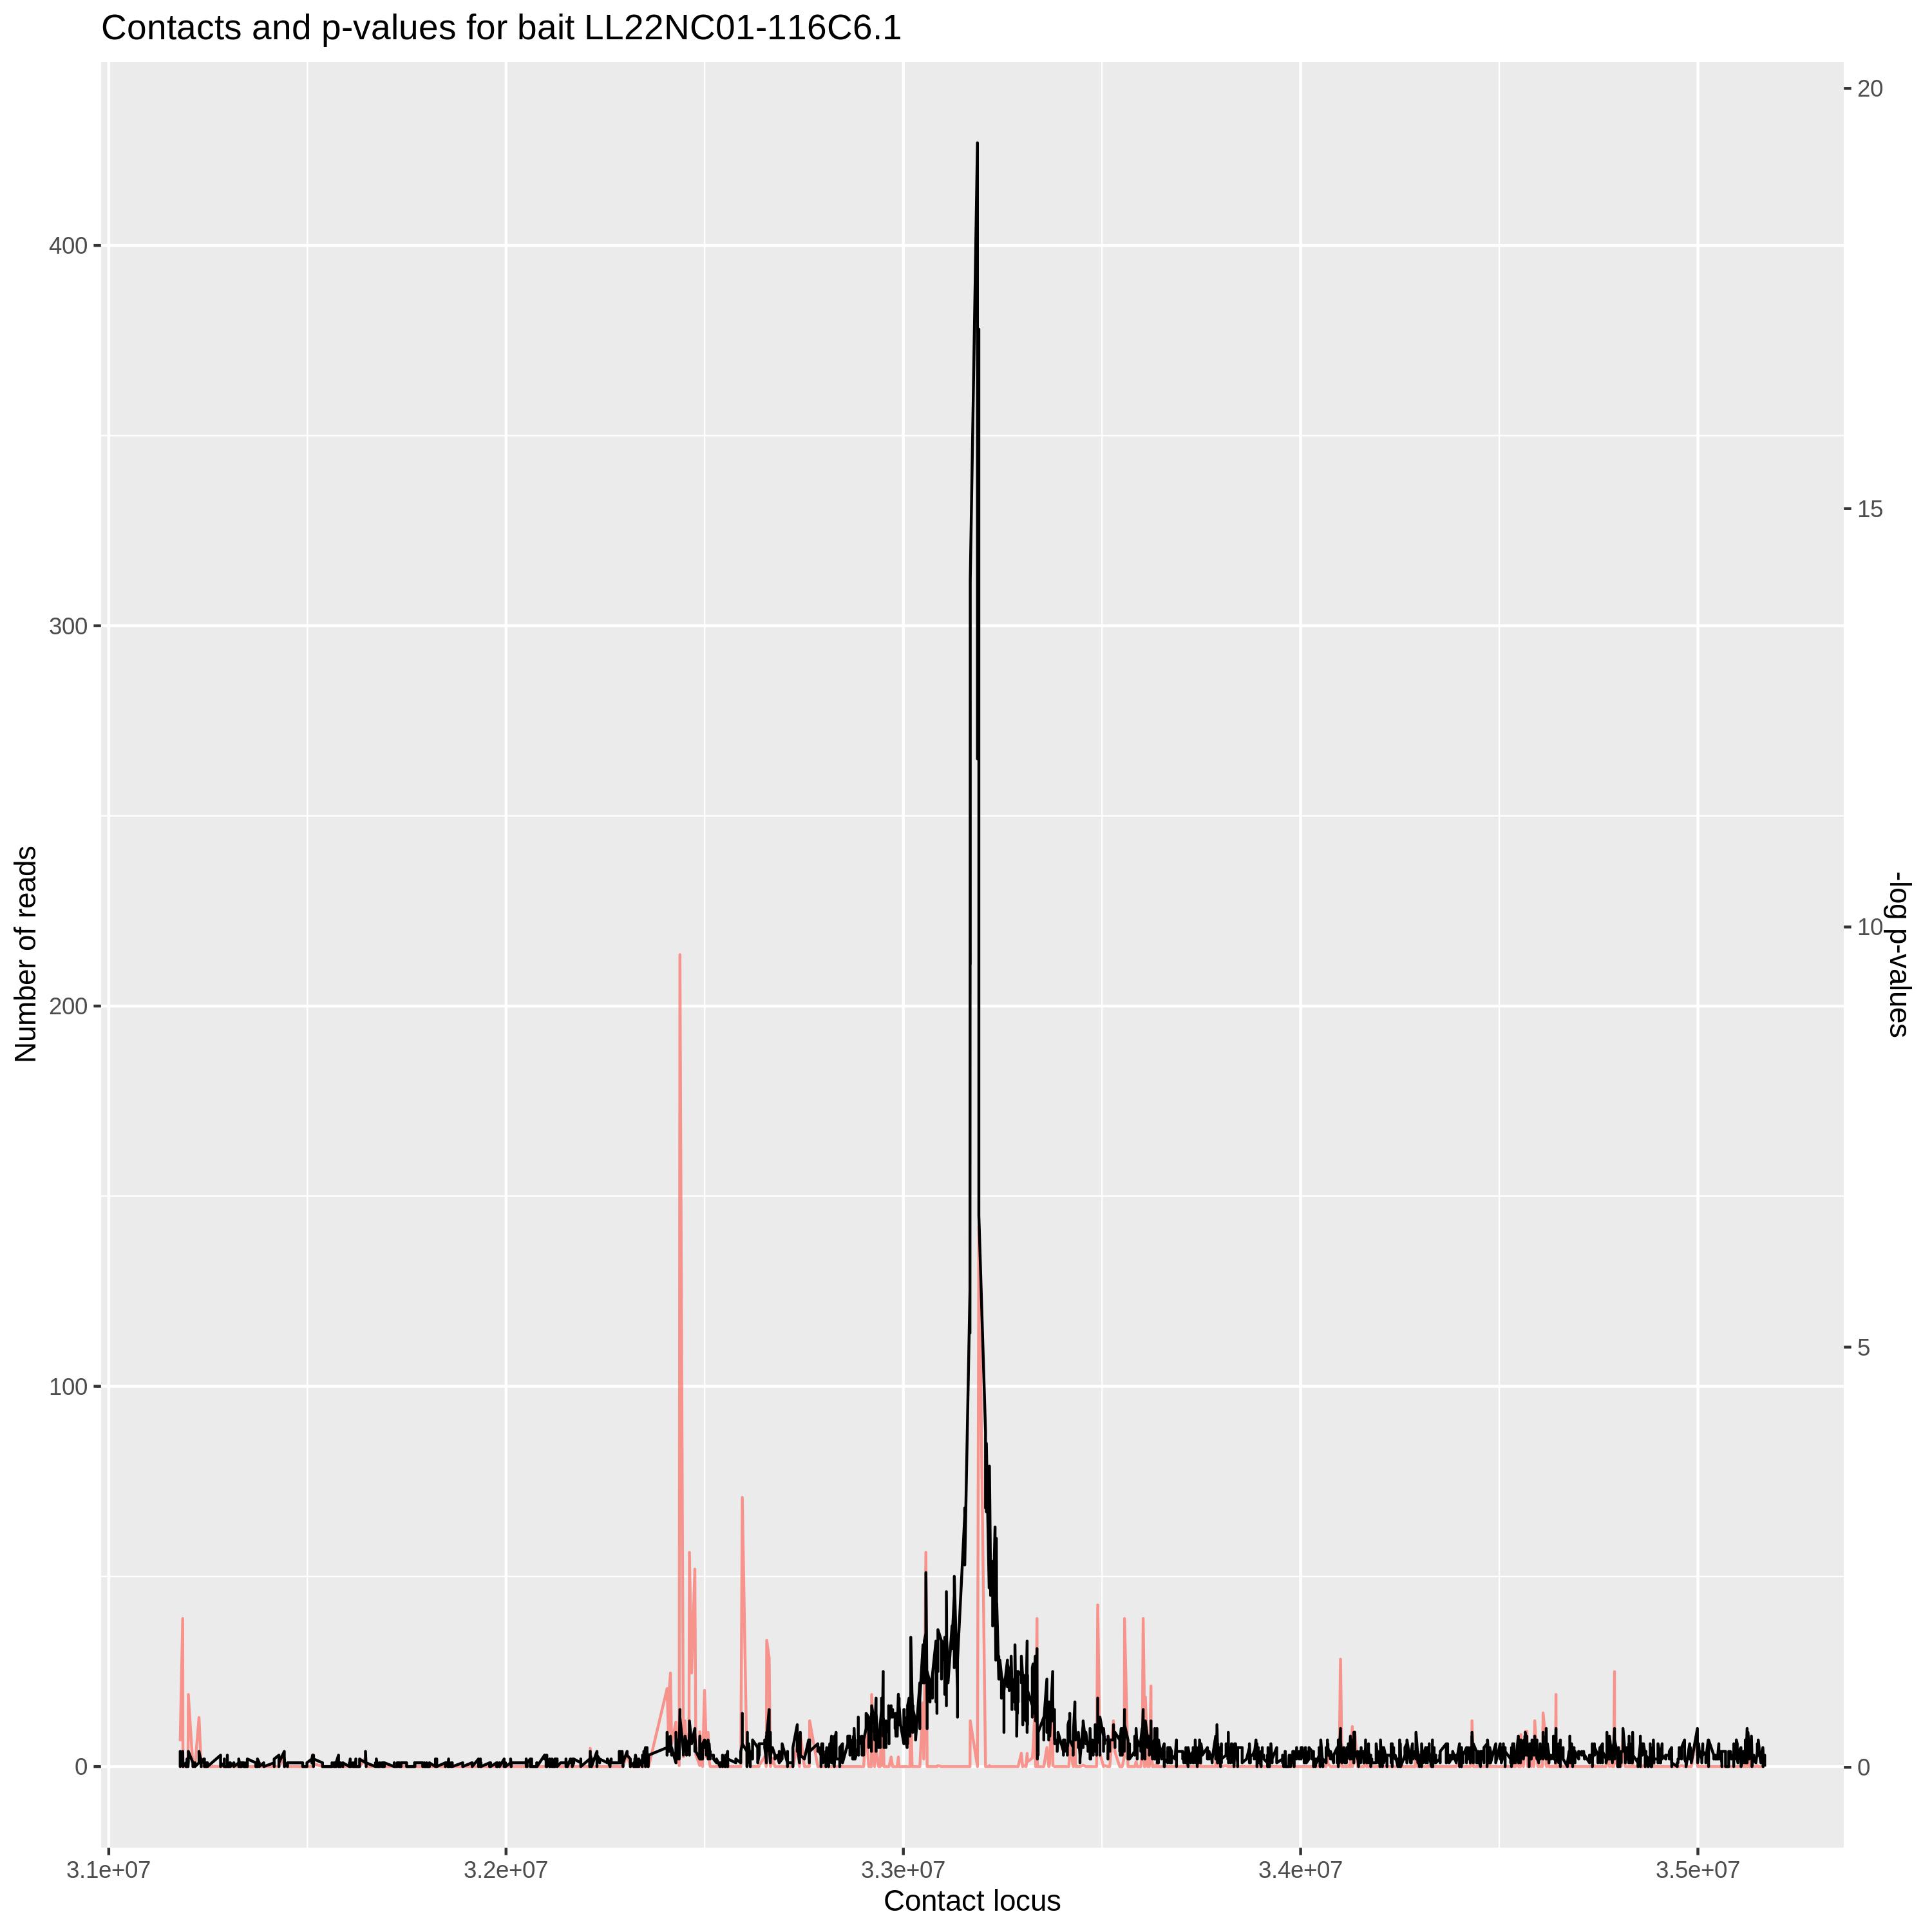 Contacts and p-values for bait LL22NC01-116C6.1
Number of reads
400
300
200
100
0
20
15
10
5
0
-log p-values
3.1e+07
3.2e+07
3.3e+07
3.4e+07
3.5e+07
Contact locus